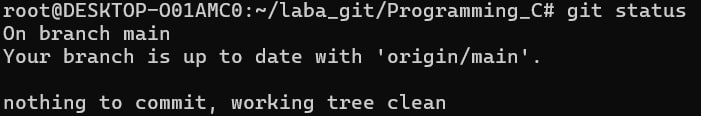 root@DESKTOP-O01AMC0:~/laba_git/Programming_C# git status
On branch main
Your branch is up to date with 'origin/main'.

nothing to commit, working tree clean